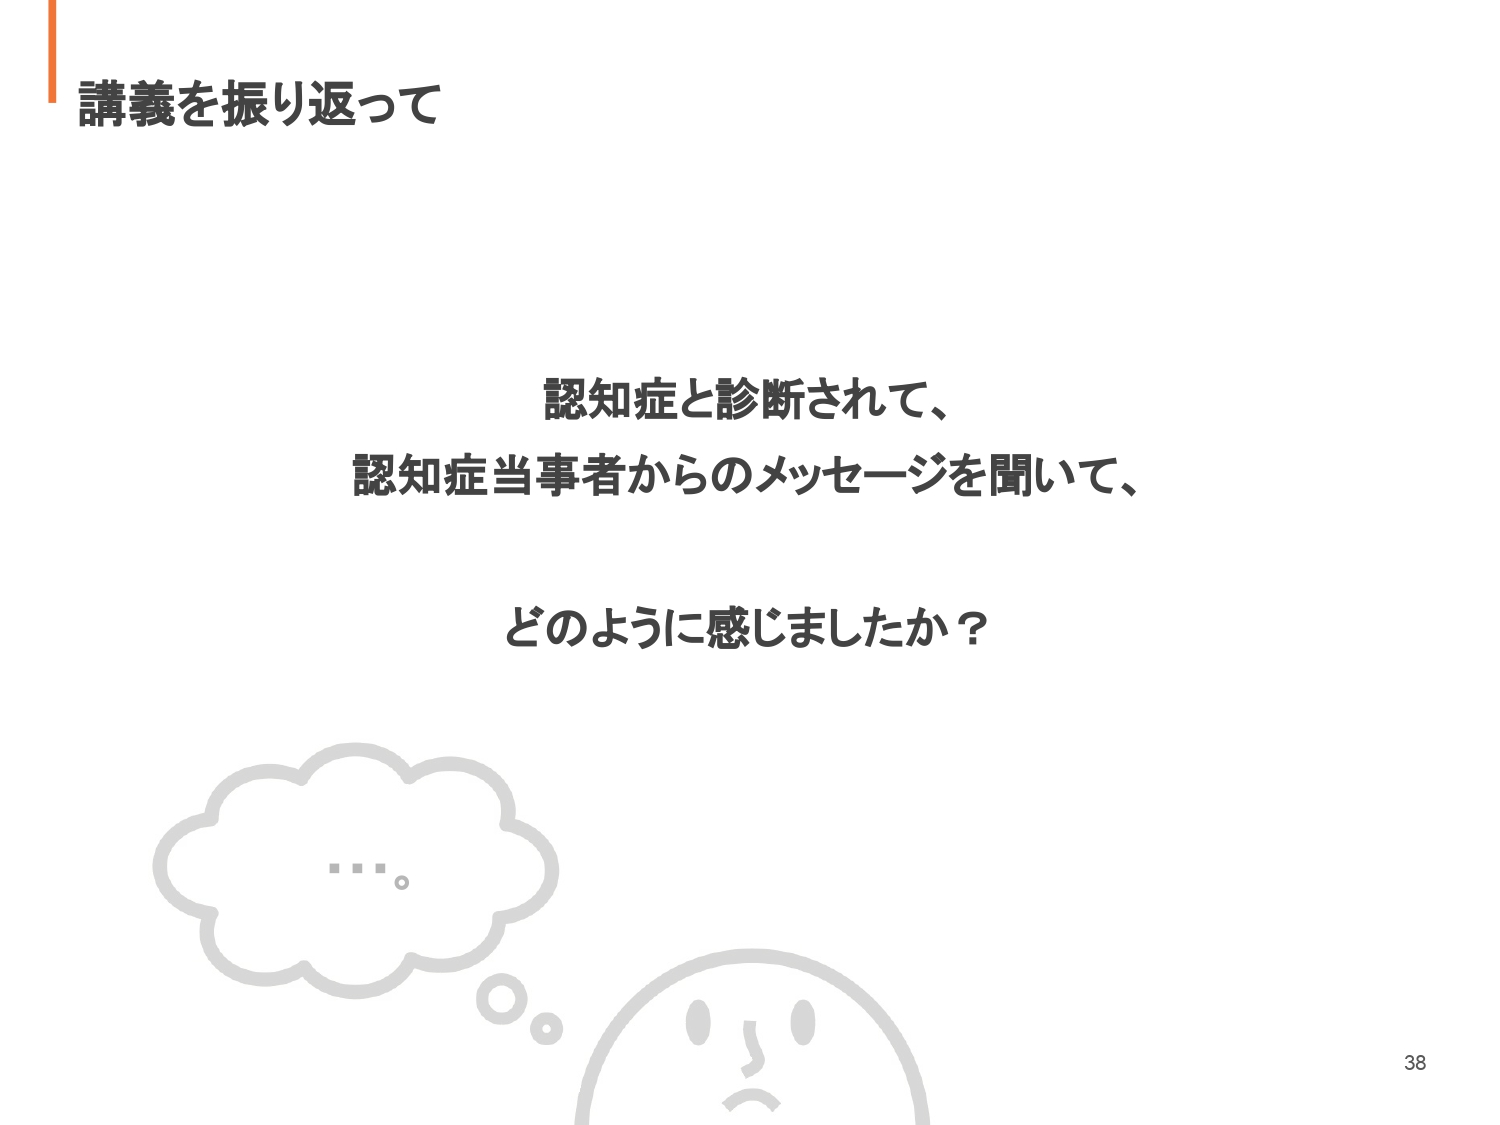 講義を振り返って
認知症と診断されて、
認知症当事者からのメッセージを聞いて、
どのように感じましたか？
…。
38